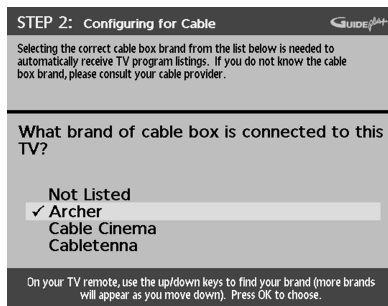 STEP 2: Configuring for Cable
GUIDE plus+
Selecting the correct cable box brand from the list below is needed to
automatically receive TV program listings. If you do not know the cable
box brand, please consult your cable provider.
What brand of cable box is connected to this
TV?
Not Listed
✓ Archer
Cable Cinema
Cabletenna
On your TV remote, use the up/down keys to find your brand (more brands
will appear as you move down). Press OK to choose.